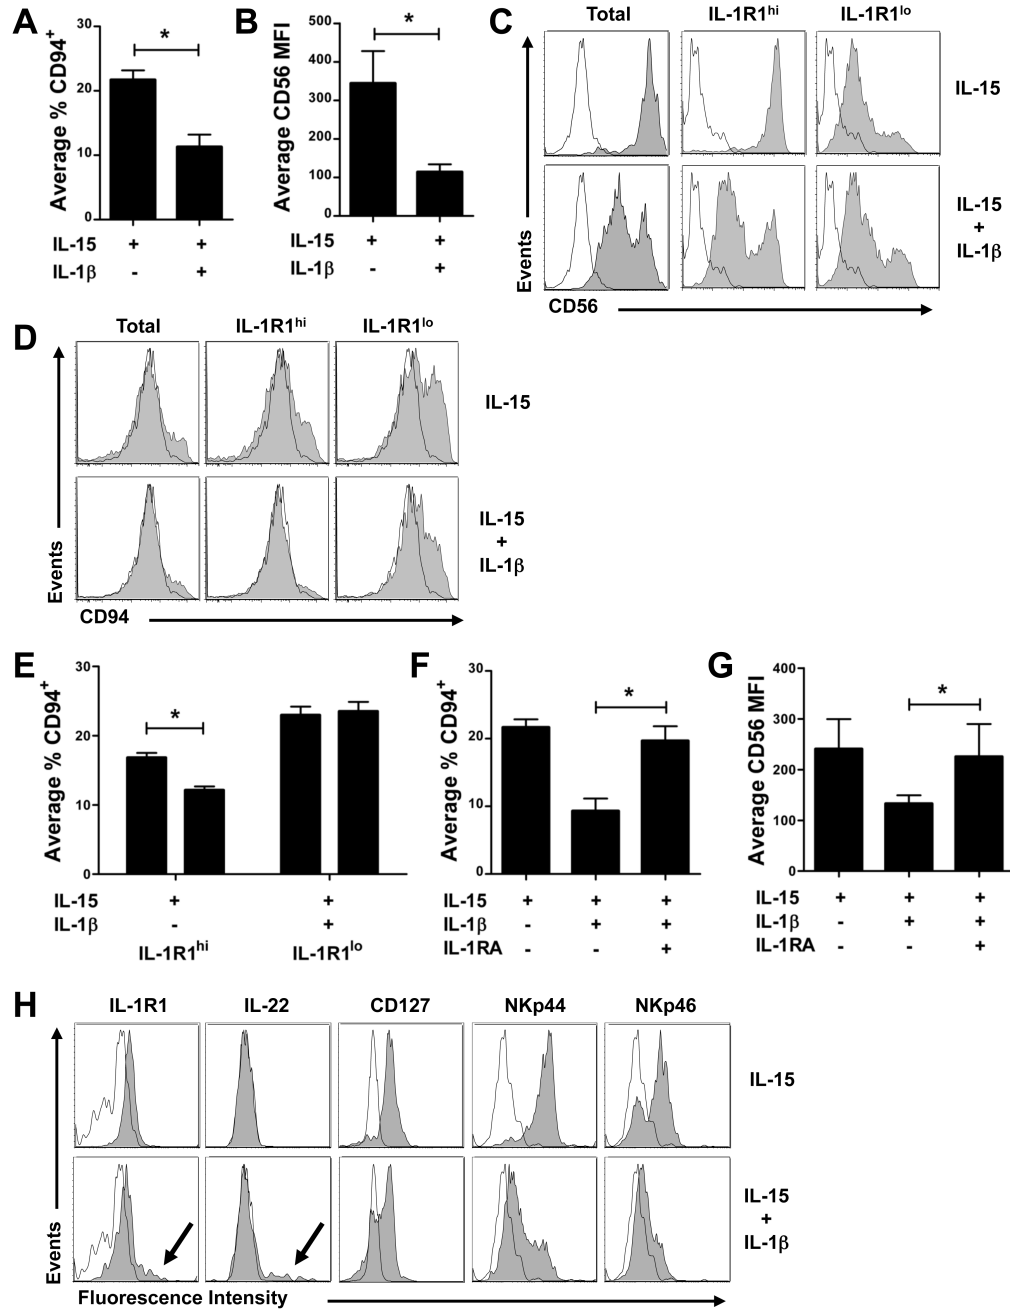 A
Average % CD94+
30
20
10
0
*
IL-15 + +
IL-1β - +
B
Average CD56 MFI
500
400
300
200
100
0
*
IL-15 + +
IL-1β - +
C
Total IL-1R1hi IL-1R1lo
IL-15
IL-15
+
IL-1β
Events
CD56
D
Total IL-1R1hi IL-1R1lo
IL-15
IL-15
+
IL-1β
Events
CD94
E
Average % CD94+
30
20
10
0
*
IL-15 + +
IL-1β - +
IL-1R1hi IL-1R1lo
F
Average % CD94+
30
20
10
0
*
IL-15 + + +
IL-1β - + +
IL-1RA - - +
G
Average CD56 MFI
400
300
200
100
0
*
IL-15 + + +
IL-1β - + +
IL-1RA - - +
H
IL-1R1 IL-22 CD127 NKp44 NKp46
IL-15
IL-15
+
IL-1β
Events
Fluorescence Intensity